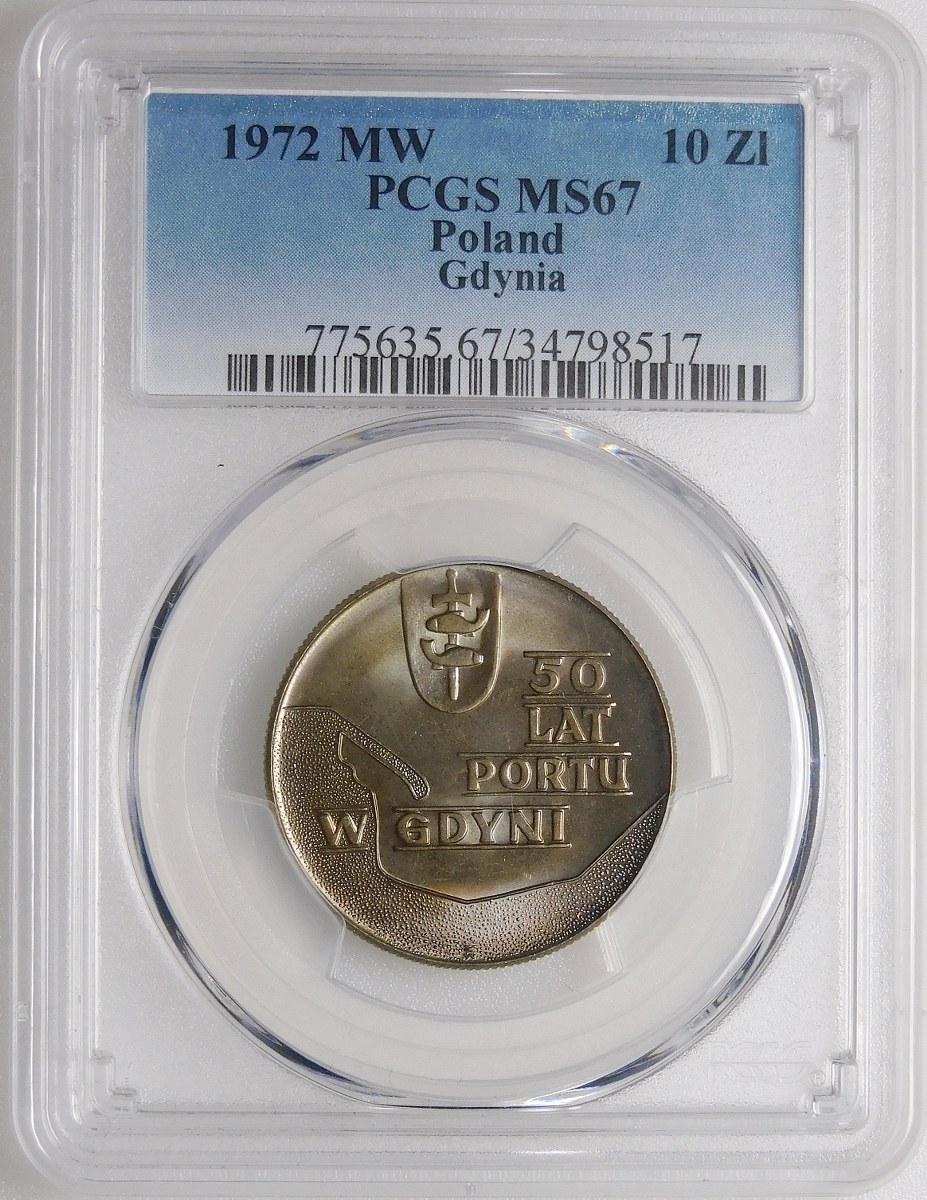 1972 MW 10 Zl
PCGS MS67
Poland
Gdynia
775635.67/34798517
50
LAT
PORTU
W GDYNI